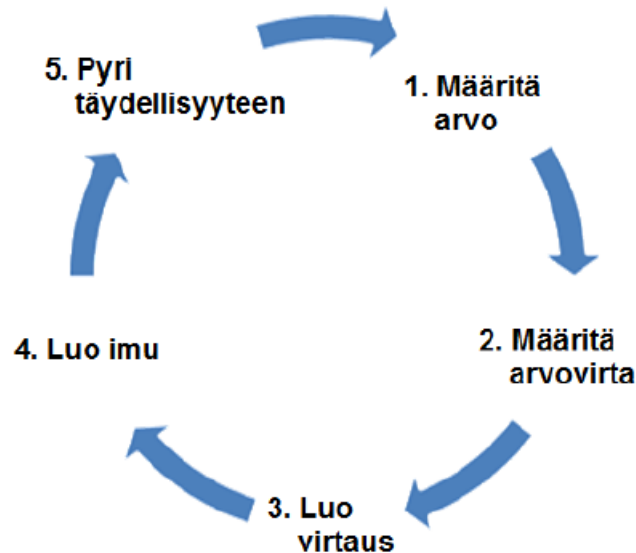 1. Määritä
arvo
2. Määritä
arvovirta
3. Luo
virtaus
4. Luo imu
5. Pyri
täydellisyyteen